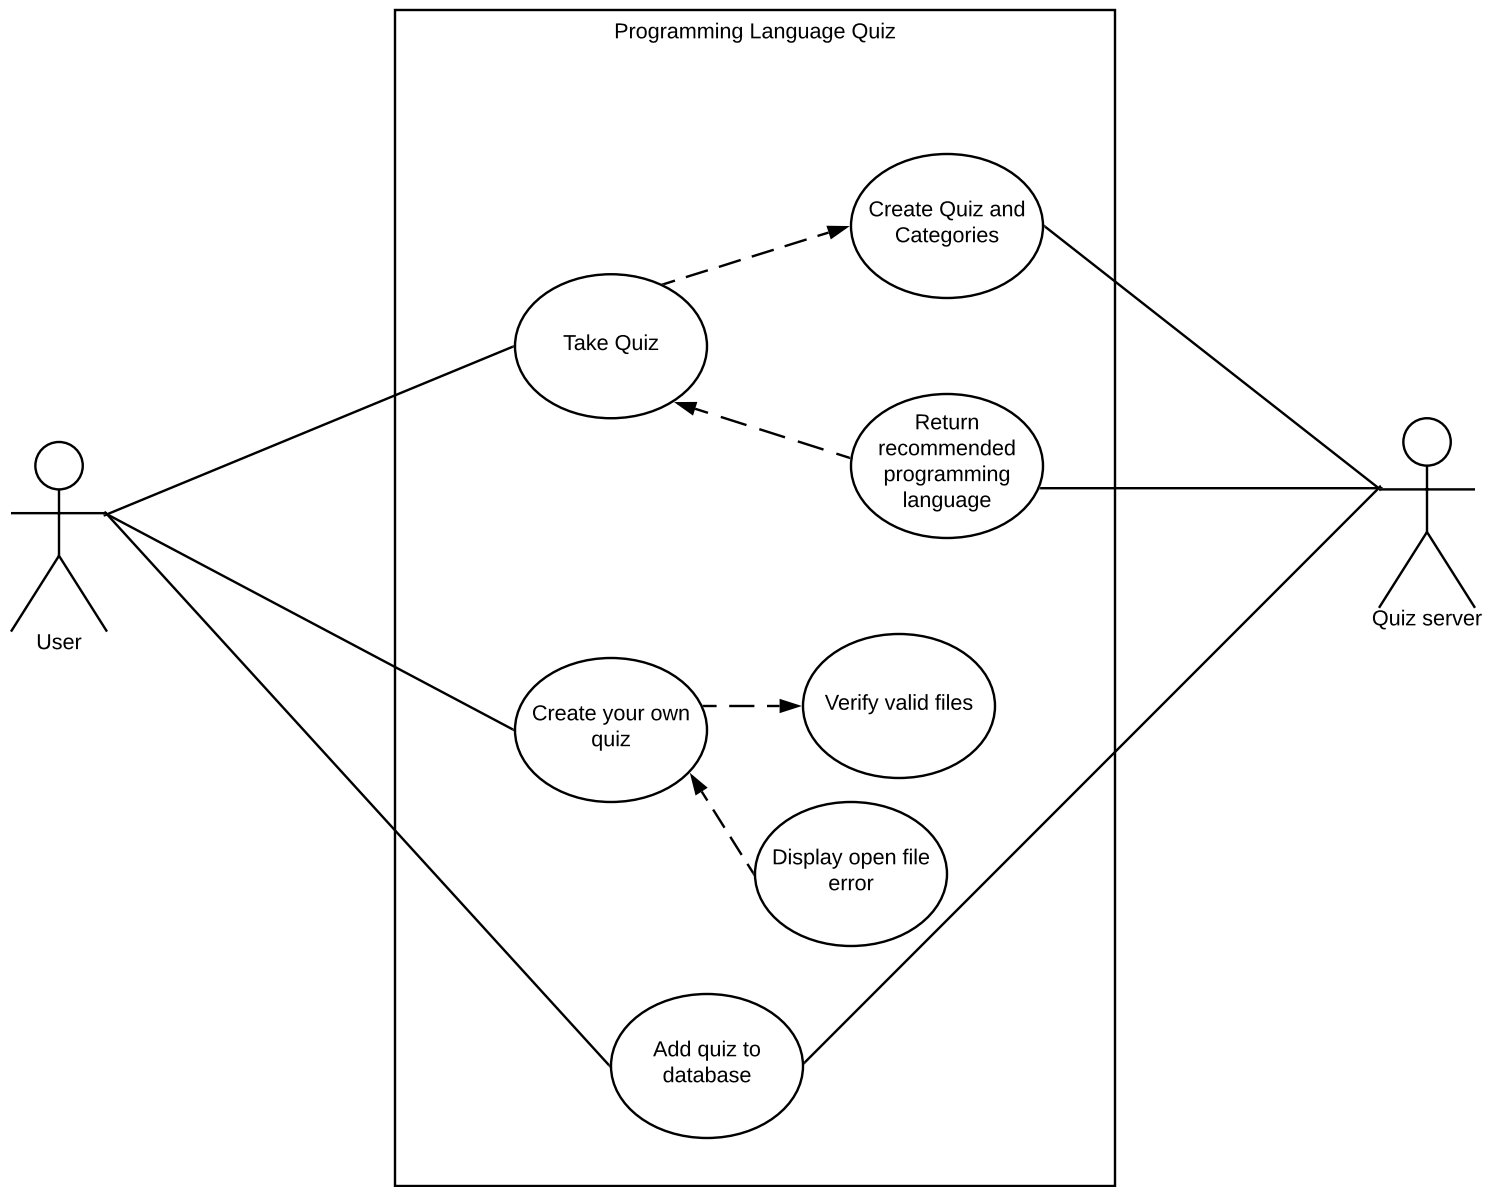 Programming Language Quiz
Create Quiz and
Categories
Take Quiz
Return
recommended
programming
language
User
Quiz server
Create your own
quiz
Verify valid files
Display open file
error
Add quiz to
database